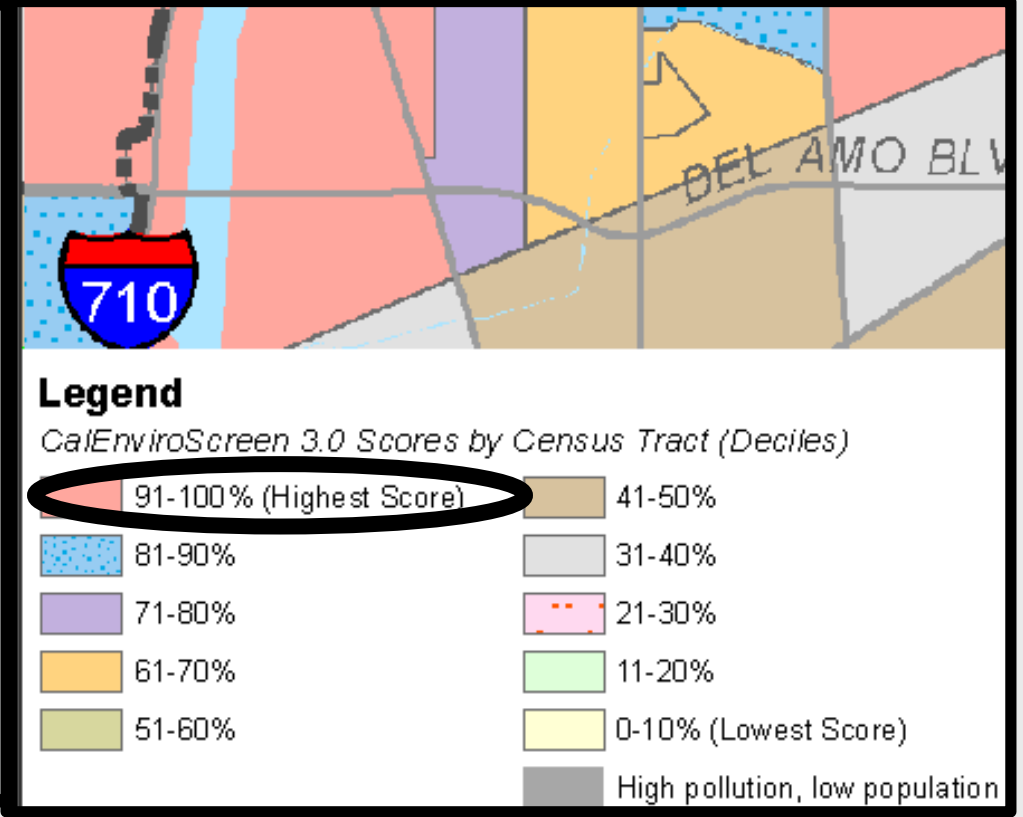 DEL AMO BLV
710
Legend
CalEnviroScreen 3.0 Scores by Census Tract (Deciles)
91-100% (Highest Score)
81-90%
71-80%
61-70%
51-60%
41-50%
31-40%
21-30%
11-20%
0-10% (Lowest Score)
High pollution, low population